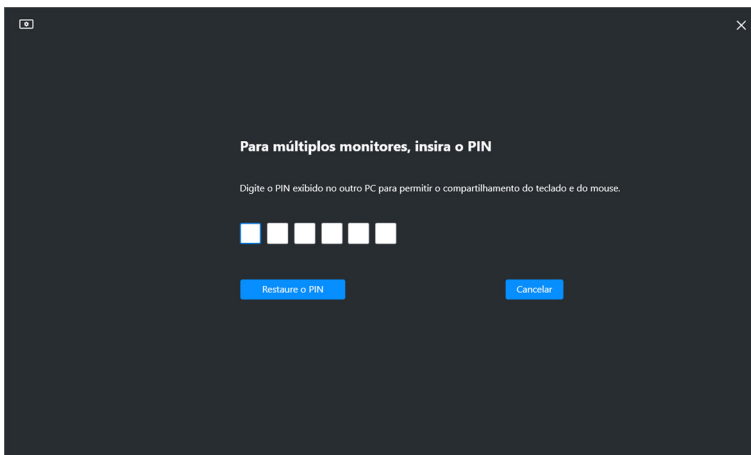 Para múltiplos monitores, insira o PIN
Digite o PIN exibido no outro PC para permitir o compartilhamento do teclado e do mouse.
Restaure o PIN
Cancelar